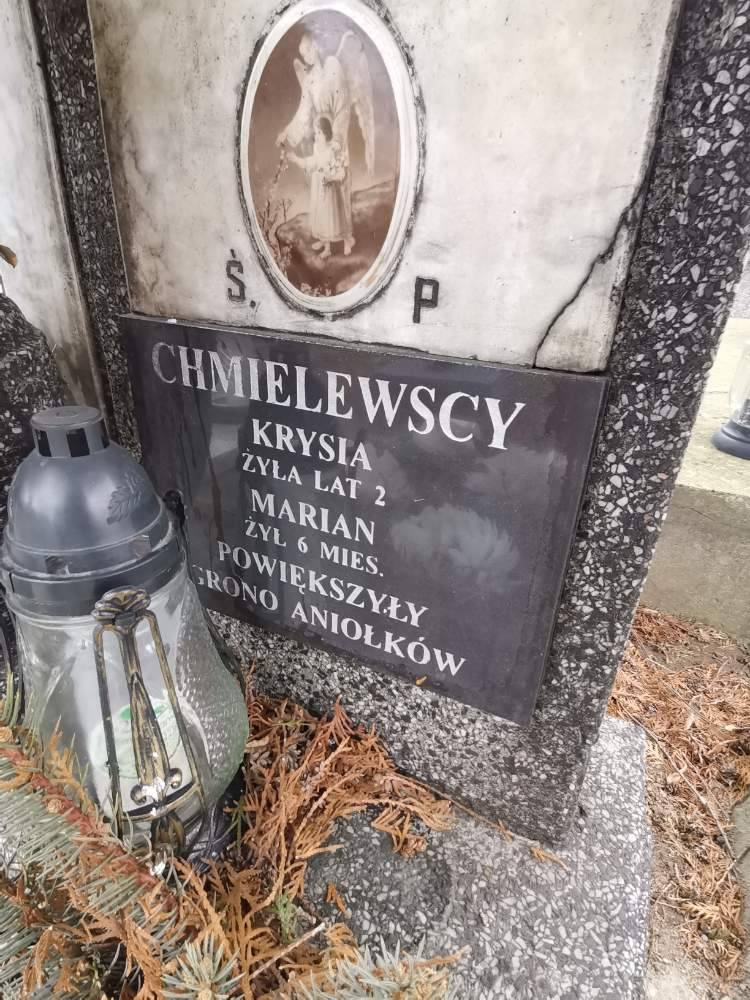 Ś. P
CHMIELEWSCY
KRYSIA
ŻYŁA LAT 2
MARIAN
ŻYŁ 6 MIES.
POWIĘKSZYŁY
GRONO ANIOŁKÓW